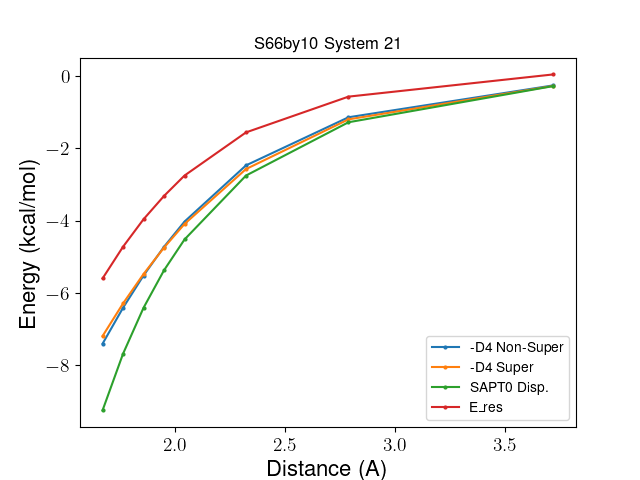 S66by10 System 21
Energy (kcal/mol)
0
−2
−4
−6
−8
-D4 Non-Super
-D4 Super
SAPT0 Disp.
E_res
2.0 2.5 3.0 3.5
Distance (A)